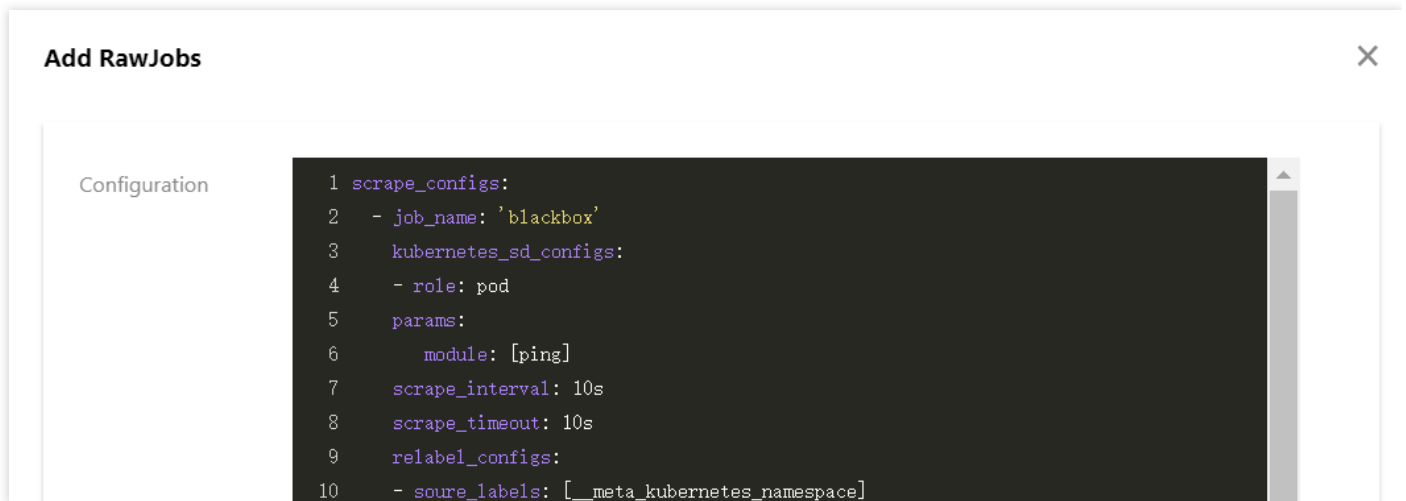 Add RawJobs
Configuration
1 scrape_configs:
2 - job_name: 'blackbox'
3 kubernetes_sd_configs:
4 - role: pod
5 params:
6 module: [ping]
7 scrape_interval: 10s
8 scrape_timeout: 10s
9 relabel_configs:
10 - soure_labels: [__meta_kubernetes_namespace]